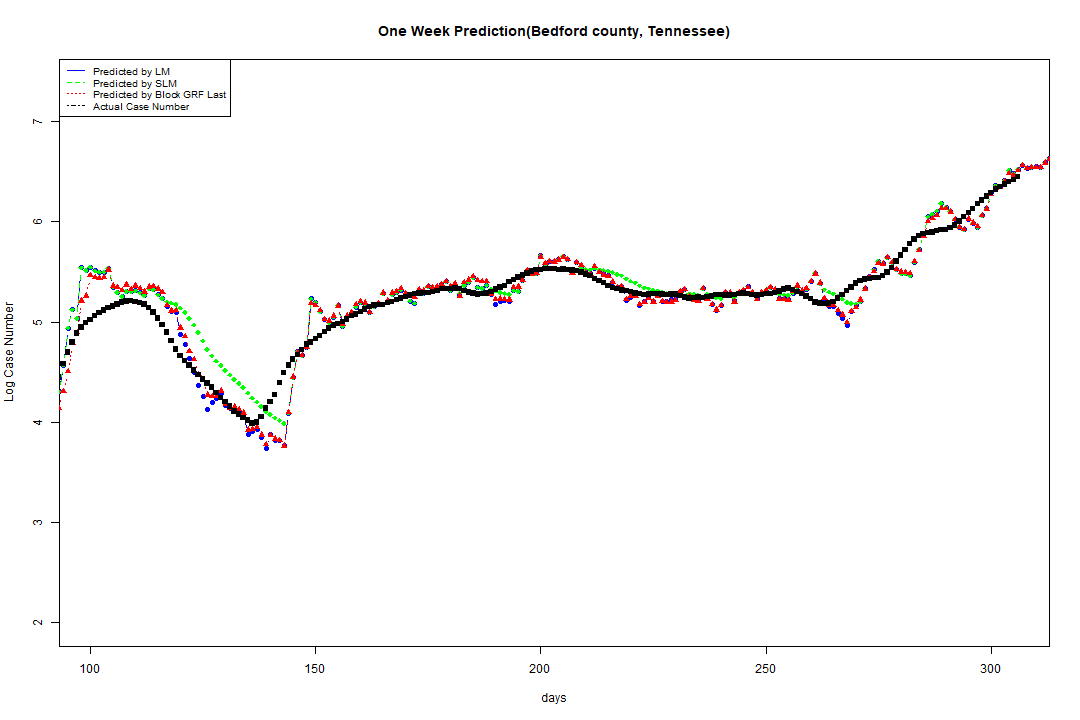 One Week Prediction(Bedford county, Tennessee)
Predicted by LM
Predicted by SLM
Predicted by Block GRF Last
Actual Case Number
7
6
5
4
3
2
Log Case Number
100 150 200 250 300
days